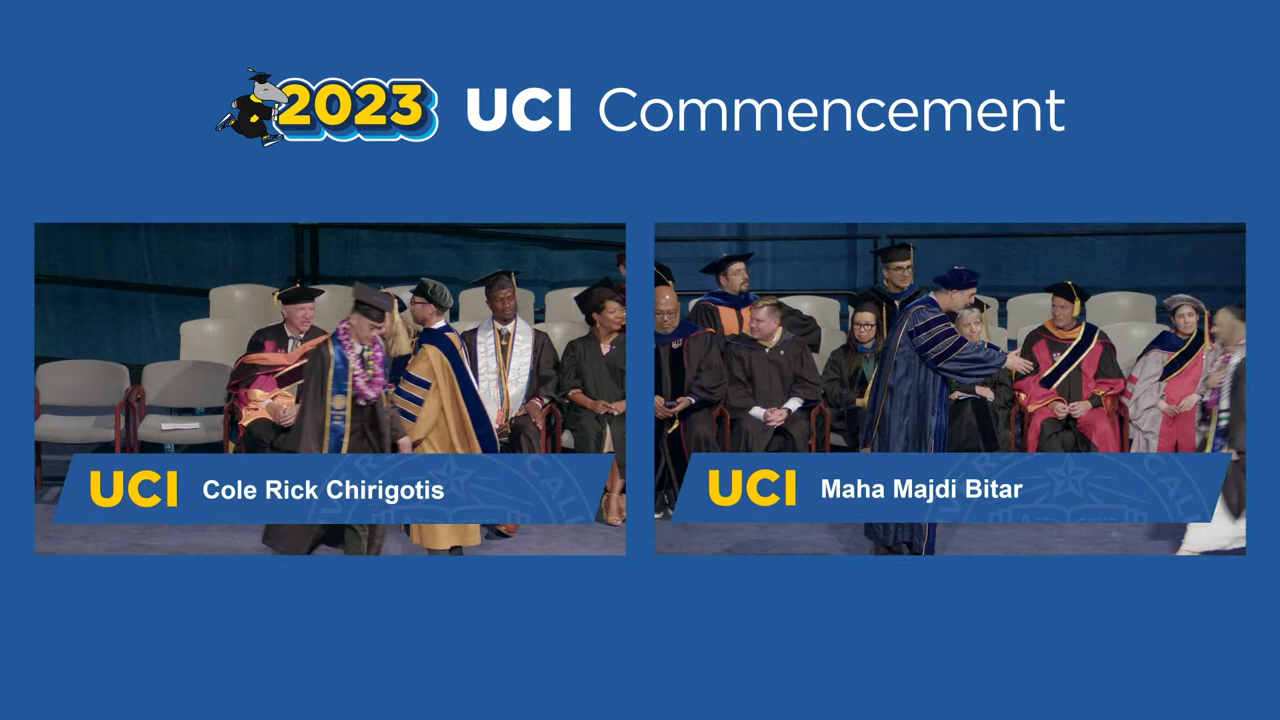 2023 UCI Commencement
UCI Cole Rick Chirigotis
UCI Maha Majdi Bitar